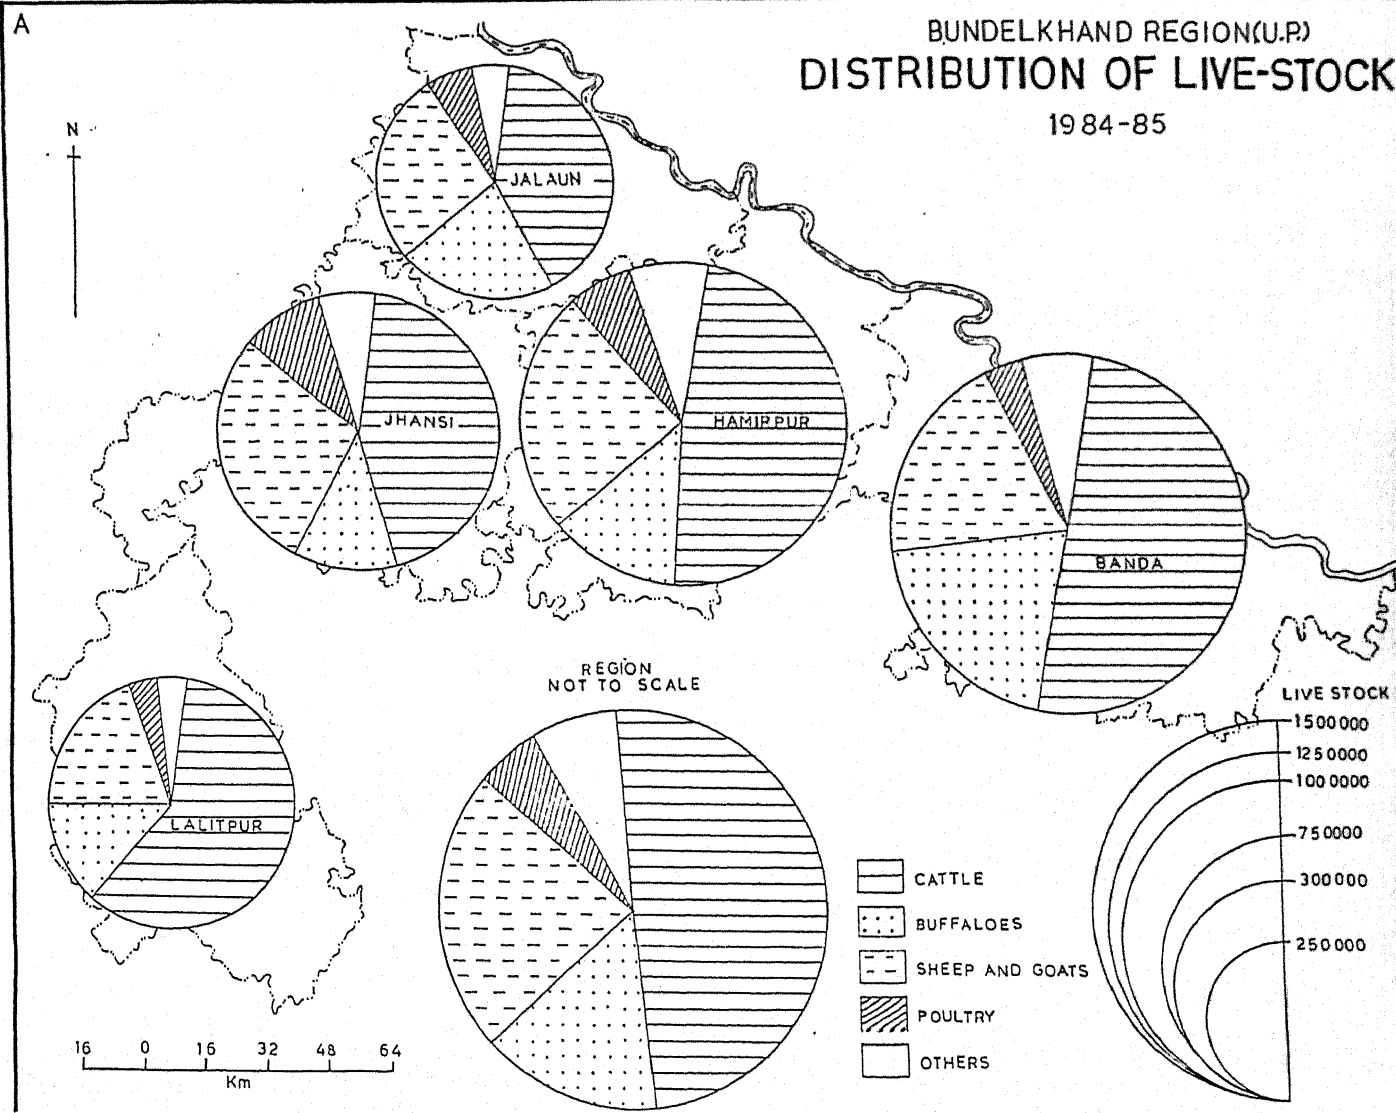 A
BUNDELKHAND REGION(U.P.)
DISTRIBUTION OF LIVE-STOCK
1984-85
N
JALAUN
JHANSI
HAMIRPUR
BANDA
REGION
NOT TO SCALE
LALITPUR
LIVE STOCK
1500000
1250000
1000000
750000
300000
250000
CATTLE
BUFFALOES
SHEEP AND GOATS
POULTRY
OTHERS
16 0 16 32 48 64
Km